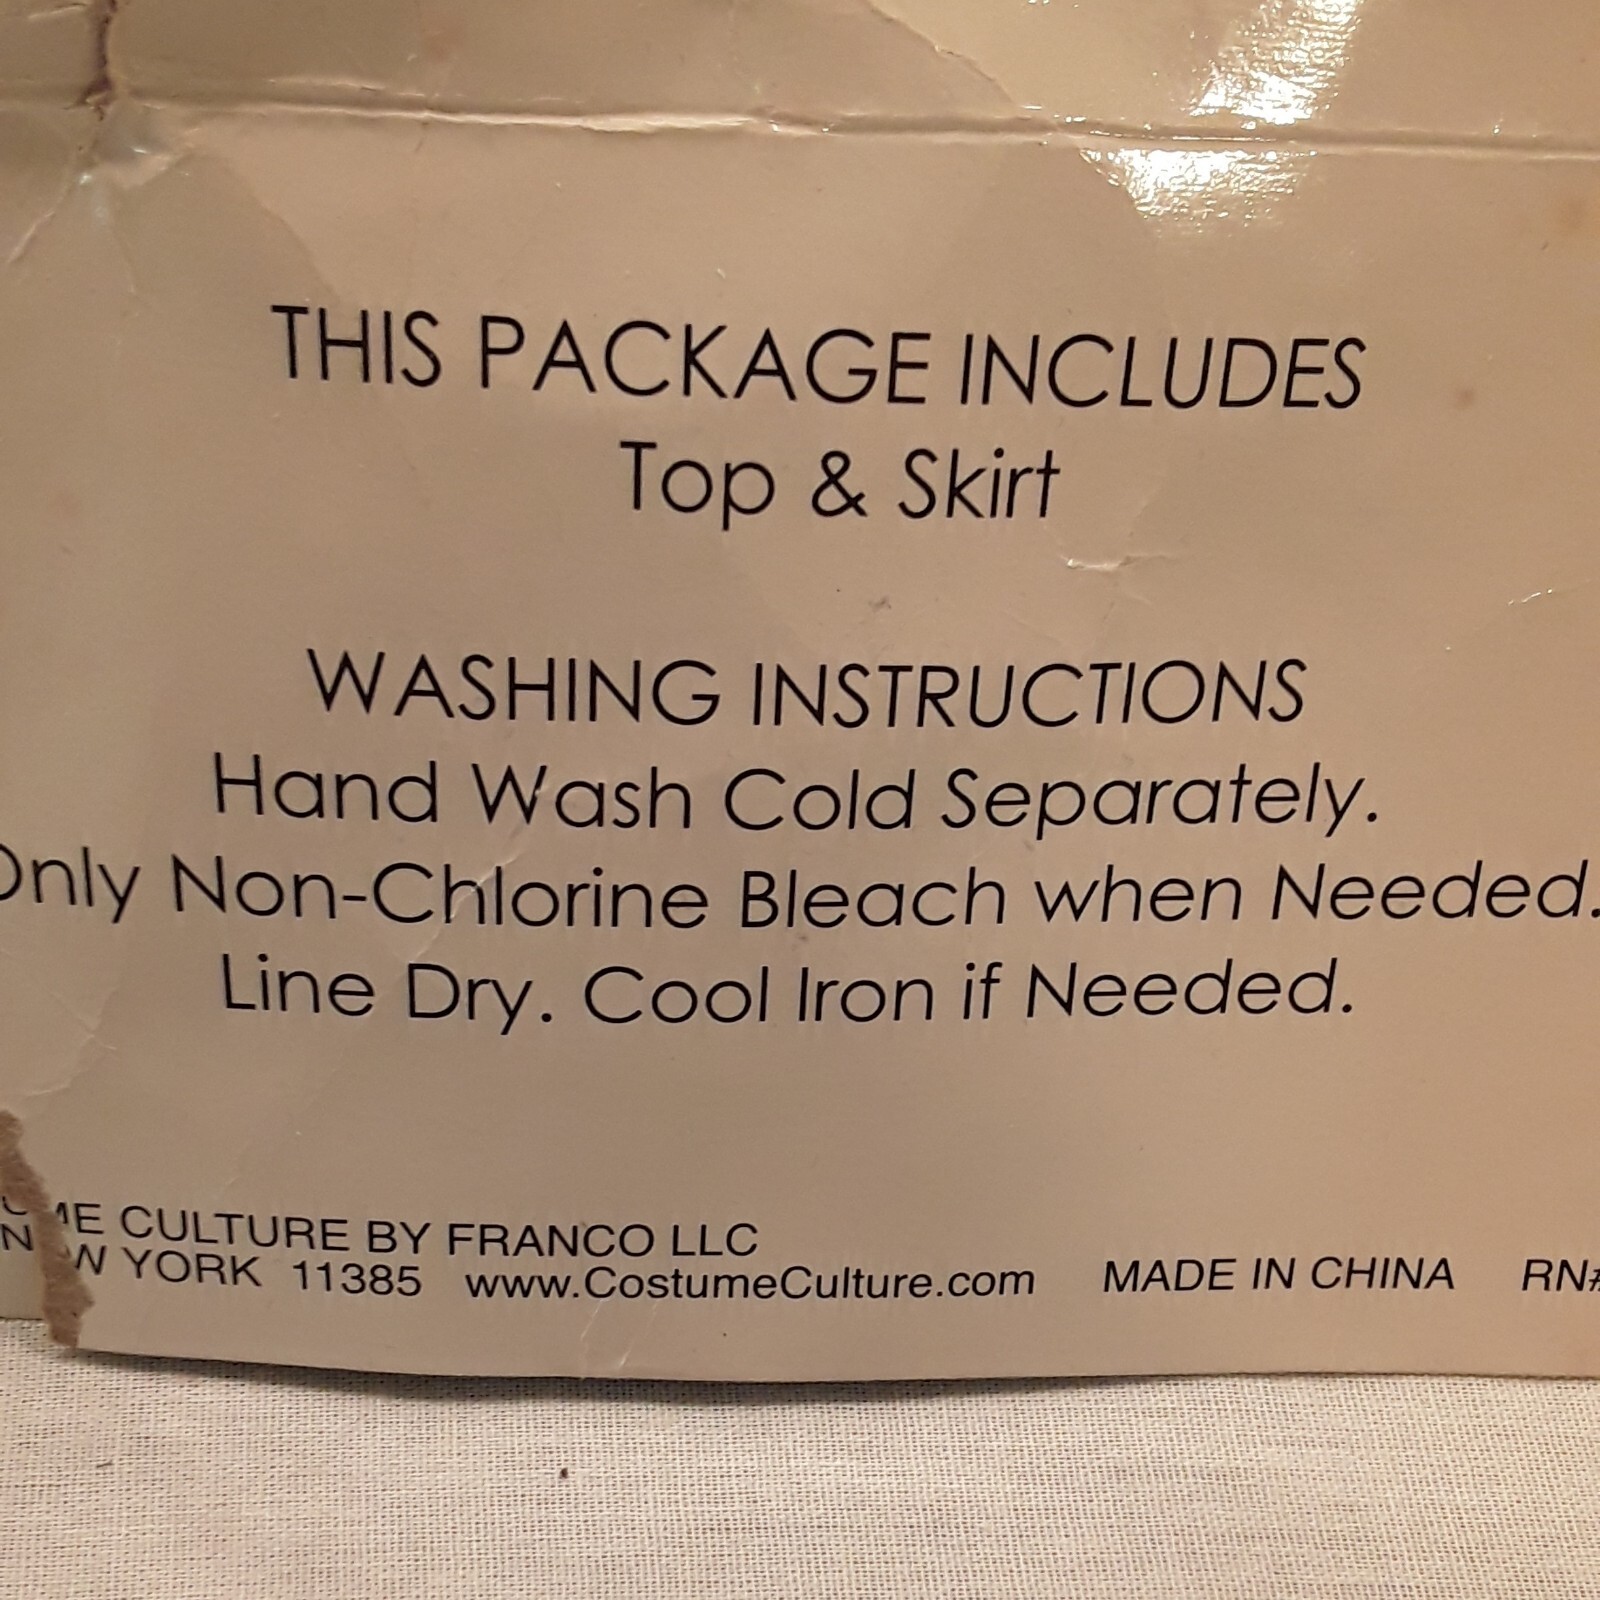 THIS PACKAGE INCLUDES
Top & Skirt
WASHING INSTRUCTIONS
Hand Wash Cold Separately.
Only Non-Chlorine Bleach when Needed.
Line Dry. Cool Iron if Needed.
CULTURE BY FRANCO LLC
YORK 11385 www.CostumeCulture.com MADE IN CHINA RN#